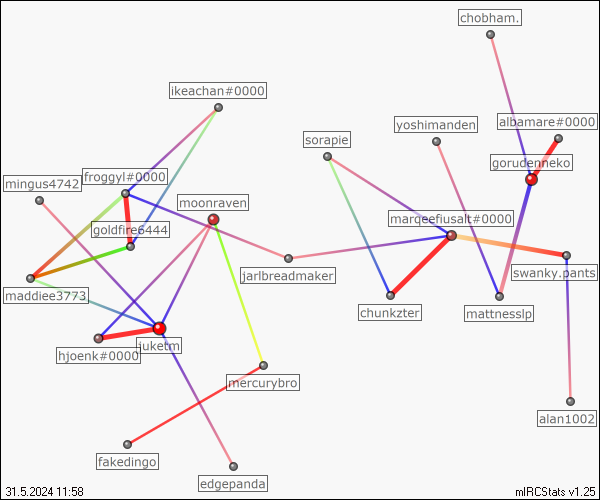 chobham.
ikeachan#0000
albamare#0000
yoshimanden
sorapie
gorudenneko
froggyl#0000
mingus4742
moonraven
marqeefiusalt#0000
goldfire6444
swanky.pants
jarlbreadmaker
maddiee3773
chunkzter
mattnesslp
juketm
hjoenk#0000
mercurybro
alan1002
fakedingo
edgepanda
31.5.2024 11:58
mIRCStats v1.25